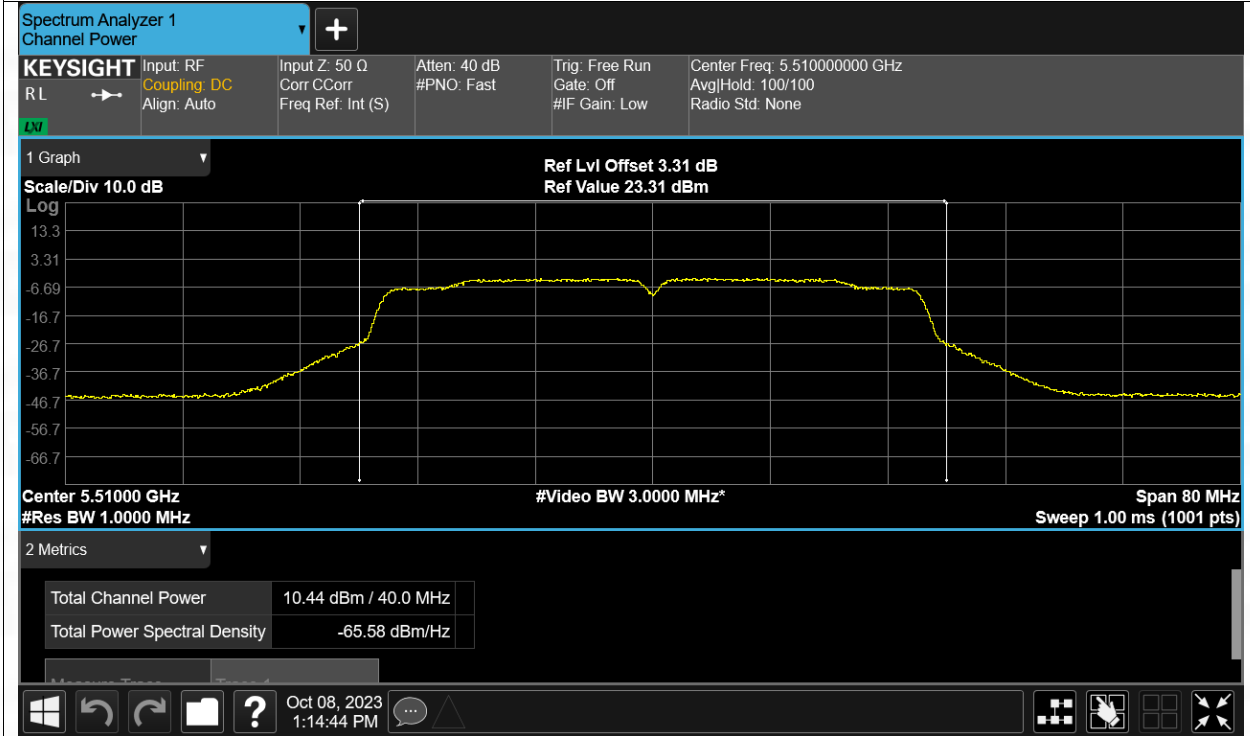 Spectrum Analyzer 1
Channel Power
KEYSIGHT
R L
LXI
Input: RF
Coupling: DC
Align: Auto
Input Z: 50 Ω
Corr CCorr
Freq Ref: Int (S)
Atten: 40 dB
#PNO: Fast
Trig: Free Run
Gate: Off
#IF Gain: Low
Center Freq: 5.510000000 GHz
Avg|Hold: 100/100
Radio Std: None
1 Graph
Scale/Div 10.0 dB
Ref Lvl Offset 3.31 dB
Ref Value 23.31 dBm
Log
13.3
3.31
-6.69
-16.7
-26.7
-36.7
-46.7
-56.7
-66.7
Center 5.51000 GHz
#Res BW 1.0000 MHz
#Video BW 3.0000 MHz*
Span 80 MHz
Sweep 1.00 ms (1001 pts)
2 Metrics
Total Channel Power 10.44 dBm / 40.0 MHz
Total Power Spectral Density -65.58 dBm/Hz
Measure Trace Trace 1
?
Oct 08, 2023
1:14:44 PM